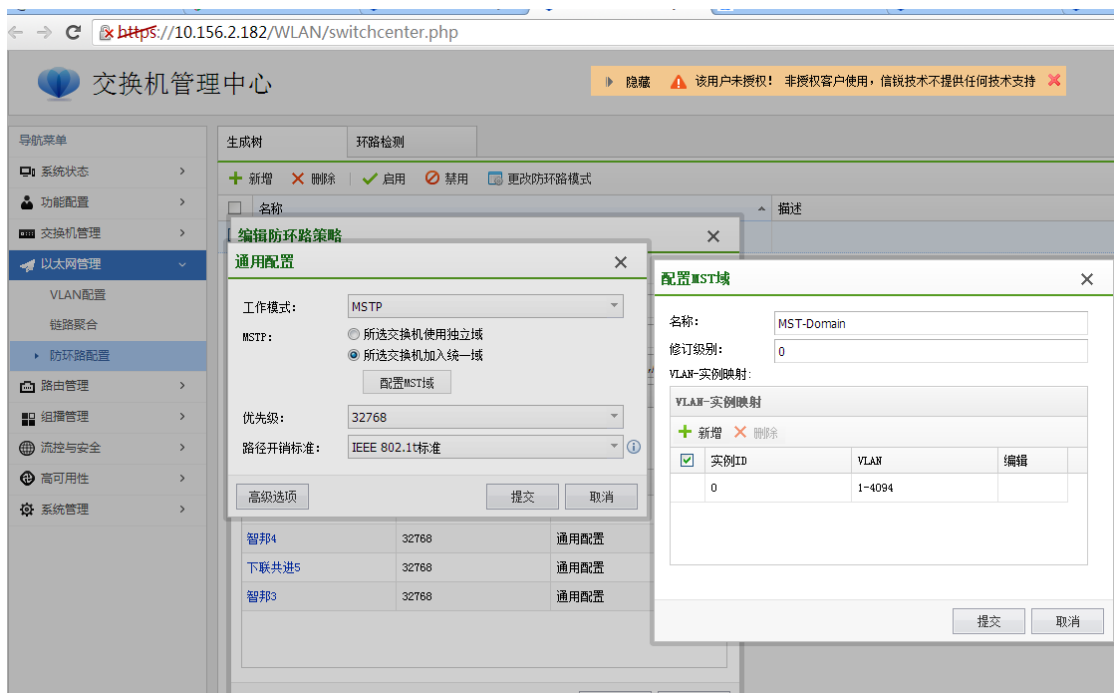 https://10.156.2.182/WLAN/switchcenter.php
交换机管理中心
隐藏 该用户未授权! 非授权客户使用，信锐技术不提供任何技术支持
导航菜单
系统状态
功能配置
交换机管理
以太网管理
VLAN配置
链路聚合
防环路配置
路由管理
组播管理
流控与安全
高可用性
系统管理
生成树 环路检测
新增 删除 启用 禁用 更改防环路模式
名称 描述
编辑防环路策略
通用配置
工作模式: MSTP
MSTP: 所选交换机使用独立域
所选交换机加入统一域
配置MST域
优先级: 32768
路径开销标准: IEEE 802.1t标准
高级选项 提交 取消
智邦4 32768 通用配置
下联共进5 32768 通用配置
智邦3 32768 通用配置
配置MST域
名称: MST-Domain
修订级别: 0
VLAN-实例映射:
VLAN-实例映射
新增 删除
实例ID VLAN 编辑
0 1-4094
提交 取消